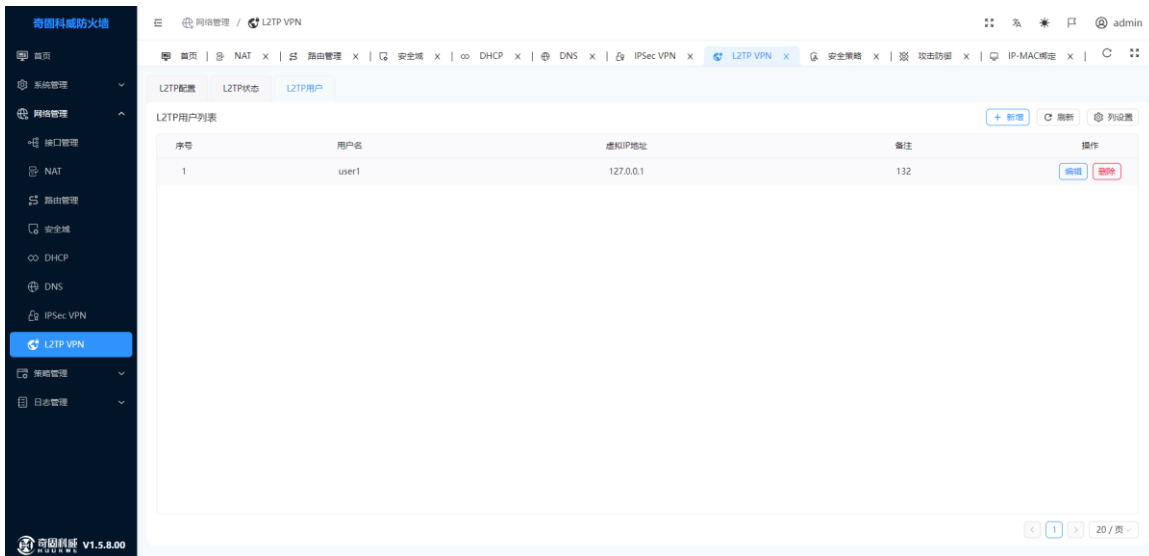 奇固科威防火墙
网络管理 / L2TP VPN
admin
首页 | NAT x | 路由管理 x | 安全域 x | DHCP x | DNS x | IPSec VPN x L2TP VPN x 安全策略 x | 攻击防御 x | IP-MAC绑定 x |
首页
系统管理
网络管理
接口管理
NAT
路由管理
安全域
DHCP
DNS
IPSec VPN
L2TP VPN
策略管理
日志管理
奇固科威 V1.5.8.00
L2TP配置 L2TP状态 L2TP用户
L2TP用户列表
+ 新增 刷新 列设置
序号 用户名 虚拟IP地址 备注 操作
1 user1 127.0.0.1 132 编辑 删除
< 1 > 20 / 页